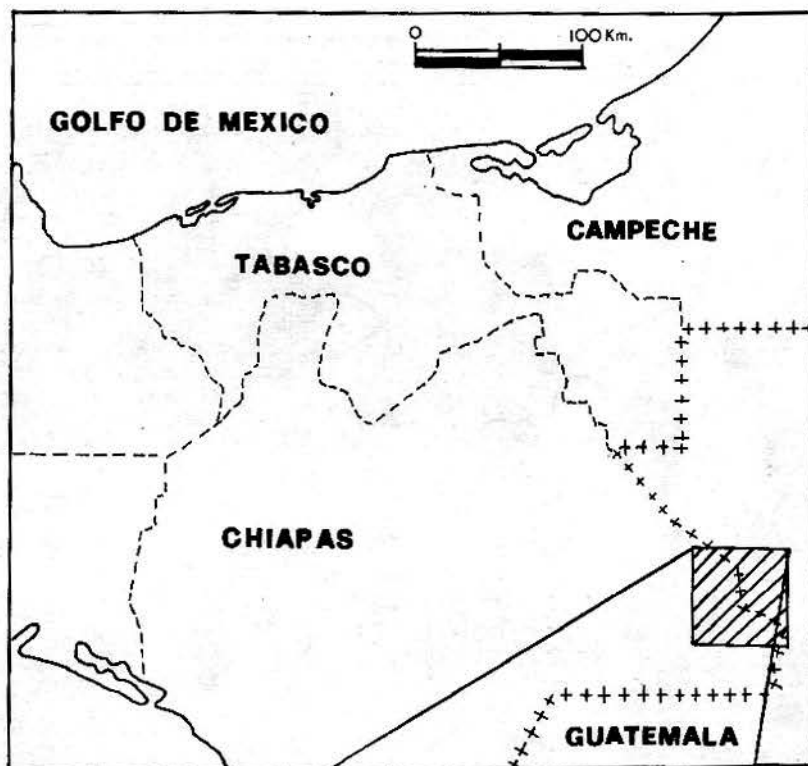 0 100 Km.
GOLFO DE MEXICO
CAMPECHE
TABASCO
CHIAPAS
GUATEMALA